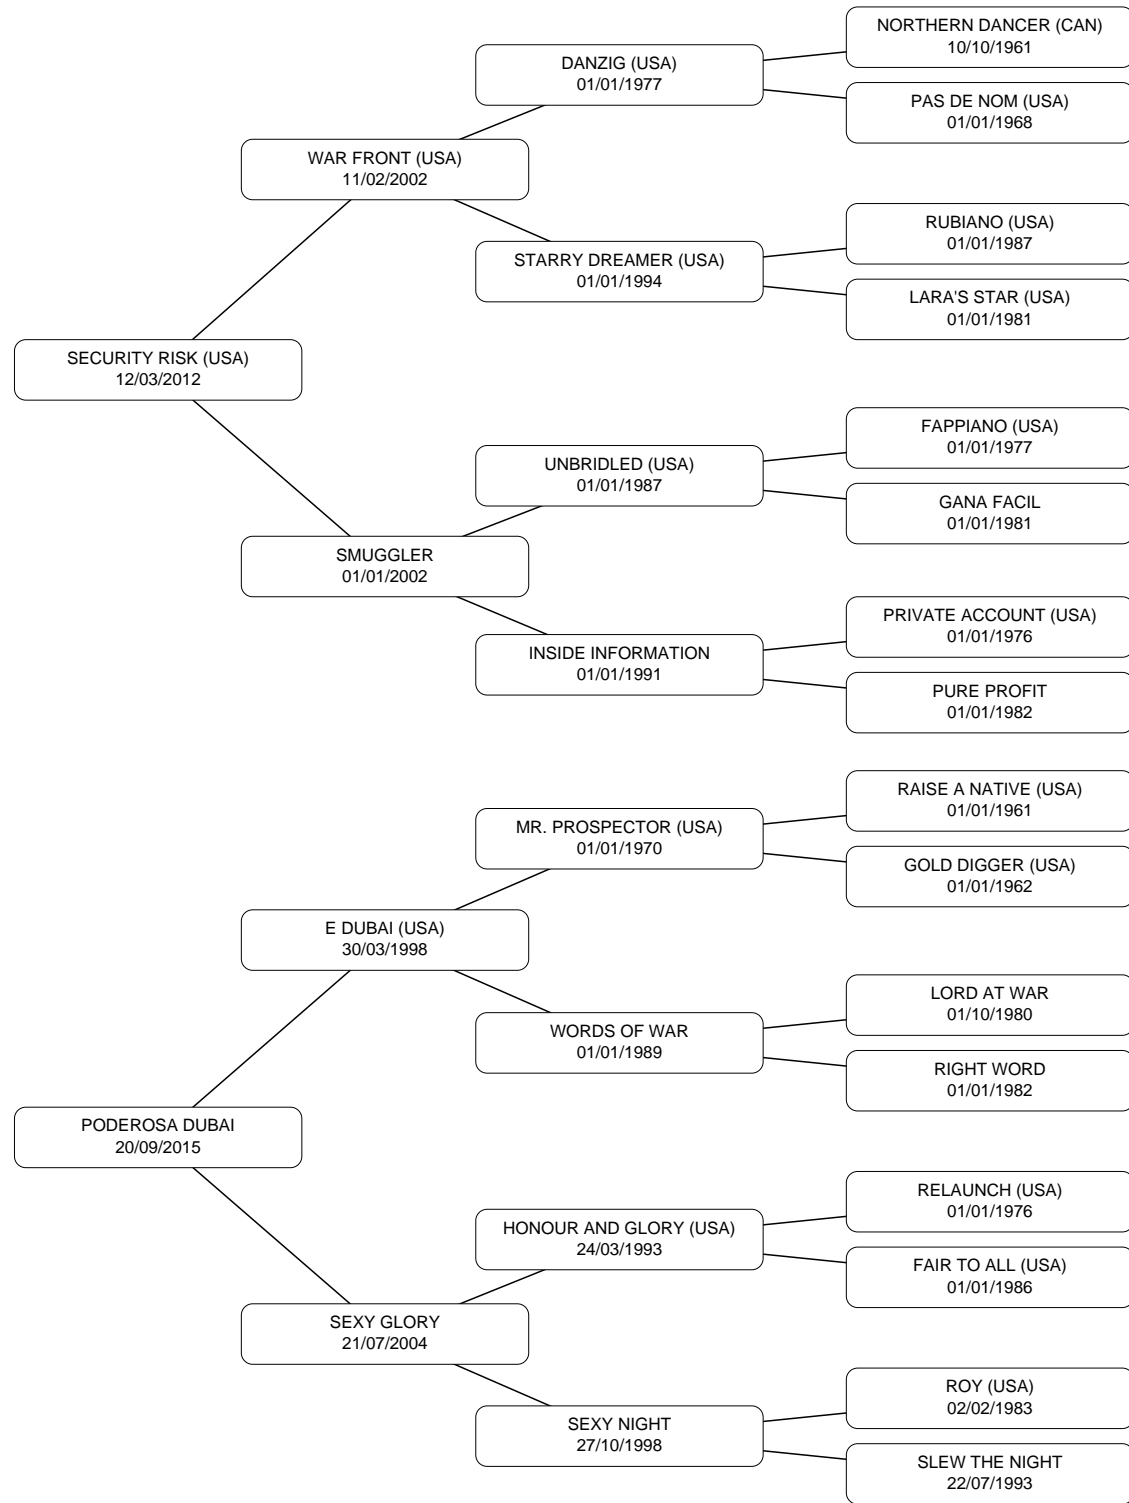 NORTHERN DANCER (CAN)
10/10/1961
DANZIG (USA)
01/01/1977
PAS DE NOM (USA)
01/01/1968
WAR FRONT (USA)
11/02/2002
RUBIANO (USA)
01/01/1987
STARRY DREAMER (USA)
01/01/1994
LARA'S STAR (USA)
01/01/1981
SECURITY RISK (USA)
12/03/2012
FAPPIANO (USA)
01/01/1977
UNBRIDLED (USA)
01/01/1987
GANA FACIL
01/01/1981
SMUGGLER
01/01/2002
PRIVATE ACCOUNT (USA)
01/01/1976
INSIDE INFORMATION
01/01/1991
PURE PROFIT
01/01/1982
RAISE A NATIVE (USA)
01/01/1961
MR. PROSPECTOR (USA)
01/01/1970
GOLD DIGGER (USA)
01/01/1962
E DUBAI (USA)
30/03/1998
LORD AT WAR
01/10/1980
WORDS OF WAR
01/01/1989
RIGHT WORD
01/01/1982
PODEROSA DUBAI
20/09/2015
RELAUNCH (USA)
01/01/1976
HONOUR AND GLORY (USA)
24/03/1993
FAIR TO ALL (USA)
01/01/1986
SEXY GLORY
21/07/2004
ROY (USA)
02/02/1983
SEXY NIGHT
27/10/1998
SLEW THE NIGHT
22/07/1993